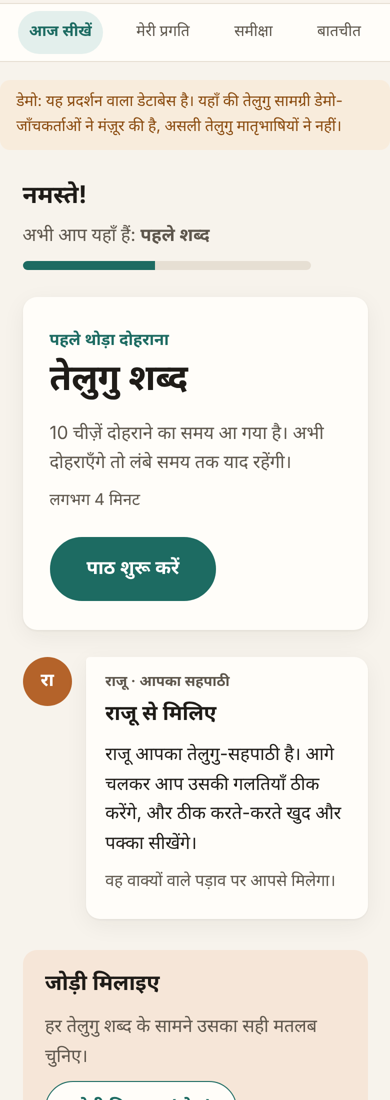 आज सीखें
मेरी प्रगति
समीक्षा
बातचीत
डेमो: यह प्रदर्शन वाला डेटाबेस है। यहाँ की तेलुगु सामग्री डेमो-
जाँचकर्ताओं ने मंज़ूर की है, असली तेलुगु मातृभाषियों ने नहीं।
नमस्ते!
अभी आप यहाँ हैं: पहले शब्द
पहले थोड़ा दोहराना
तेलुगु शब्द
10 चीज़ें दोहराने का समय आ गया है। अभी
दोहराएँगे तो लंबे समय तक याद रहेंगी।
लगभग 4 मिनट
पाठ शुरू करें
रा
राजू · आपका सहपाठी
राजू से मिलिए
राजू आपका तेलुगु-सहपाठी है। आगे
चलकर आप उसकी गलतियाँ ठीक
करेंगे, और ठीक करते-करते खुद और
पक्का सीखेंगे।
वह वाक्यों वाले पड़ाव पर आपसे मिलेगा।
जोड़ी मिलाइए
हर तेलुगु शब्द के सामने उसका सही मतलब
चुनिए।